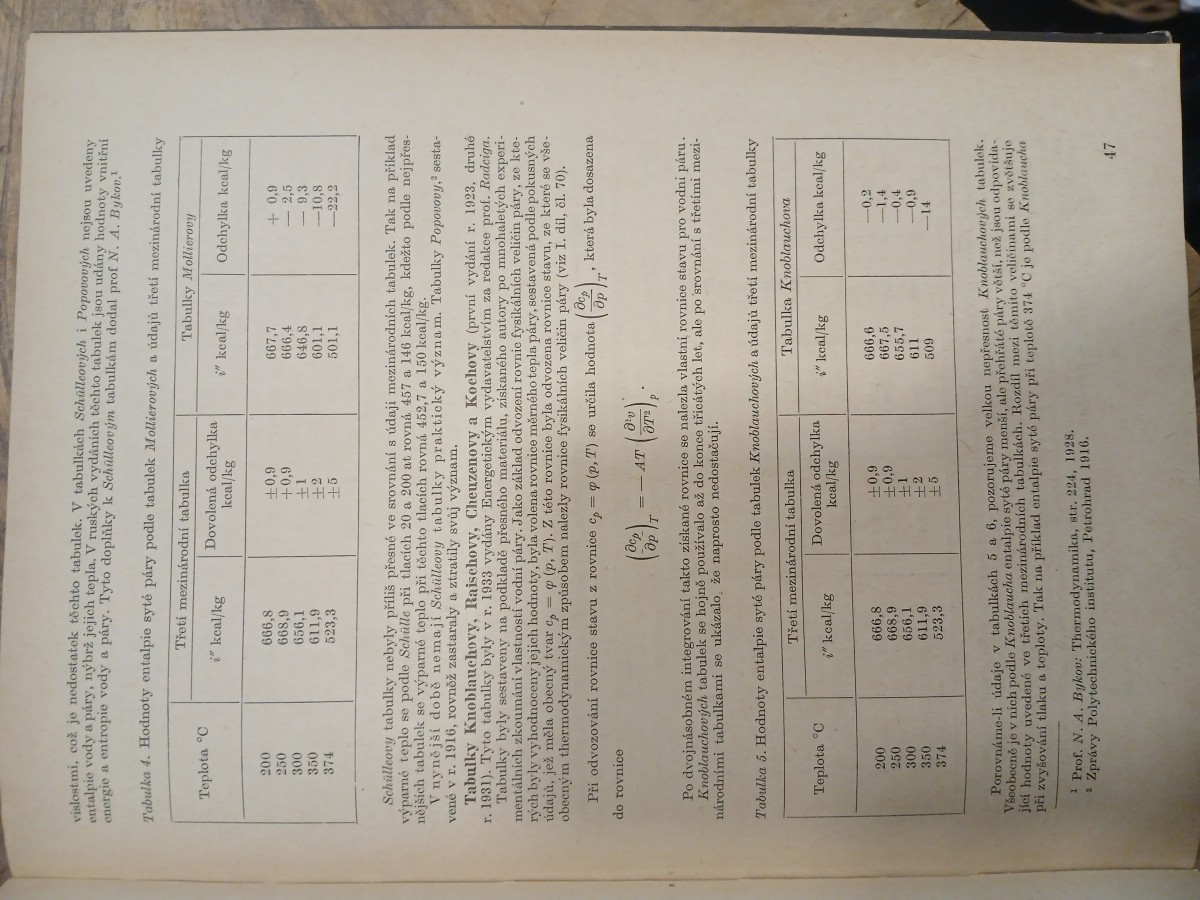 vislostmi, což je nedostatek těchto tabulek. V tabulkách Schülleových i Popovových nejsou uvedeny
entalpie vody a páry, nýbrž jejich tepla. V ruských vydáních těchto tabulek jsou udány hodnoty vnitřní
energie a entropie vody a páry. Tyto doplňky k Schülleovým tabulkám dodal prof N. A. Bykov.¹
Tabulka 4. Hodnoty entalpie syté páry podle tabulek Mollierových a údajů třetí mezinárodní tabulky
Teplota °C | Třetí mezinárodní tabulka | Tabulky Mollierovy
i″ kcal/kg | Dovolená odchylka kcal/kg | i″ kcal/kg | Odchylka kcal/kg
200 | 666,8 | ±0,9 | 667,7 | + 0,9
250 | 668,9 | +0,9 | 666,4 | — 2,5
300 | 656,1 | ±1 | 646,8 | — 9,3
350 | 611,9 | ±2 | 601,1 | —10,8
374 | 523,3 | ±5 | 501,1 | —22,2
Schülleovy tabulky nebyly příliš přesné ve srovnání s údaji mezinárodních tabulek. Tak na příklad
výparné teplo se podle Schülle při tlacích 20 a 200 at rovná 457 a 146 kcal/kg, kdežto podle nejpřes-
nějších tabulek se výparné teplo při těchto tlacích rovná 452,7 a 150 kcal/kg.
V nynější době nemají Schülleovy tabulky praktický význam. Tabulky Popovovy,² sesta-
vené v r. 1916, rovněž zastaraly a ztratily svůj význam.
Tabulky Knoblauchovy, Raischovy, Cheuzenovy a Kochovy (první vydání r. 1923, druhé
r. 1931). Tyto tabulky byly v r. 1933 vydány Energetickým vydavatelstvím za redakce prof. Radciga.
Tabulky byly sestaveny na podkladě přesného materiálu, získaného autory po mnohaletých experi-
mentálních zkoumání vlastností vodní páry. Jako základ odvození rovnic fysikálních veličin páry, ze kte-
rých byly vyhodnoceny jejich hodnoty, byla volena rovnice měrného tepla páry, sestavená podle pokusných
údajů, jež měla obecný tvar cp = φ (p, T). Z této rovnice byla odvozena rovnice stavu, ze které se vše-
obecným thermodynamickým způsobem nalezly rovnice fysikálních veličin páry (viz I. díl, čl. 70).
Při odvozování rovnice stavu z rovnice cp = φ (p, T) se určila hodnota (∂cp/∂p)T, která byla dosazena
do rovnice
(∂cp/∂p)T = — AT (∂²v/∂T²)p.
Po dvojnásobném integrování takto získané rovnice se nalezla vlastní rovnice stavu pro vodní páru.
Knoblauchových tabulek se hojně používalo až do konce třicátých let, ale po srovnání s třetími mezi-
národními tabulkami se ukázalo, že naprosto nedostačují.
Tabulka 5. Hodnoty entalpie syté páry podle tabulek Knoblauchových a údajů třetí mezinárodní tabulky
Teplota °C | Třetí mezinárodní tabulka | Tabulka Knoblauchova
i″ kcal/kg | Dovolená odchylka kcal/kg | i″ kcal/kg | Odchylka kcal/kg
200 | 666,8 | ±0,9 | 666,6 | —0,2
250 | 668,9 | ±0,9 | 667,5 | —1,4
300 | 656,1 | ±1 | 655,7 | —0,4
350 | 611,9 | ±2 | 611 | —0,9
374 | 523,3 | ±5 | 509 | —14
Porovnáme-li údaje v tabulkách 5 a 6, pozorujeme velkou nepřesnost Knoblauchových tabulek.
Všeobecně je v nich podle Knoblaucha entalpie syté páry menší, ale přehřáté páry větší, než jsou odpovída-
jící hodnoty uvedené ve třetích mezinárodních tabulkách. Rozdíl mezi těmito veličinami se zvětšuje
při zvyšování tlaku a teploty. Tak na příklad entalpie syté páry při teplotě 374 °C je podle Knoblaucha
¹ Prof. N. A. Bykov: Thermodynamika, str. 224, 1928.
² Zprávy Polytechnického institutu, Petrohrad 1916.
47